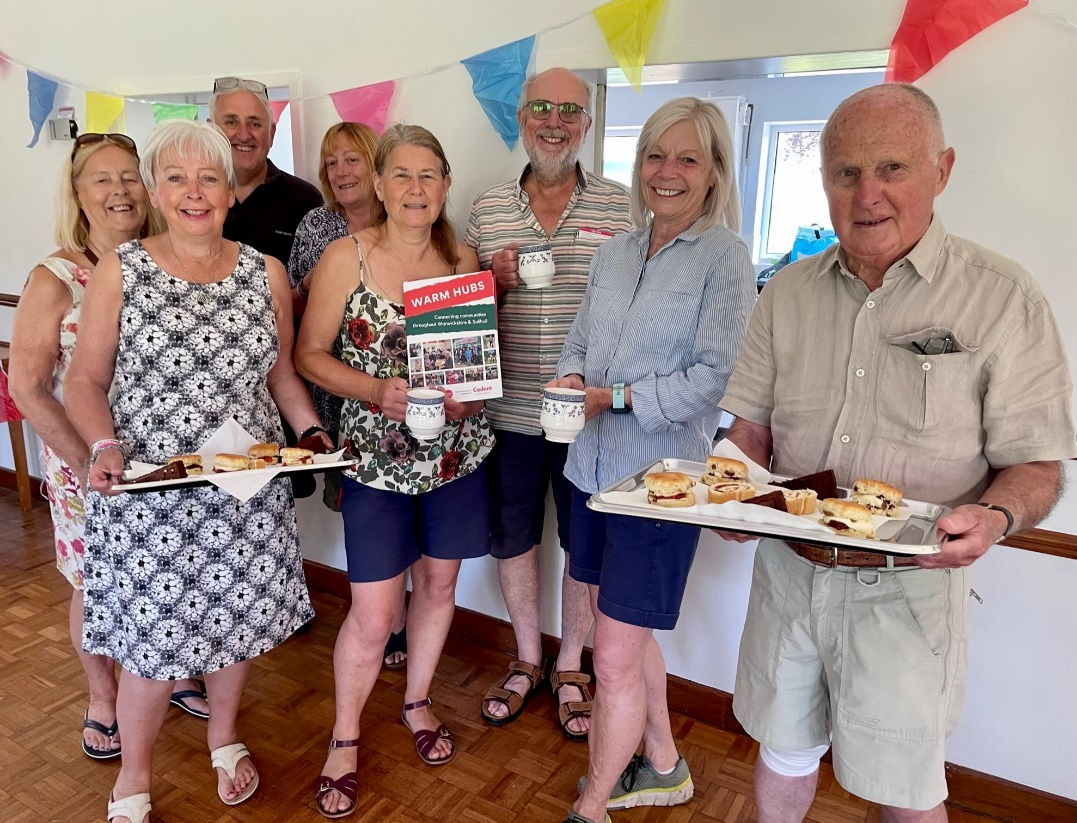 WARM HUBS
Connecting communities
throughout Warwickshire & Solihull
Cadent